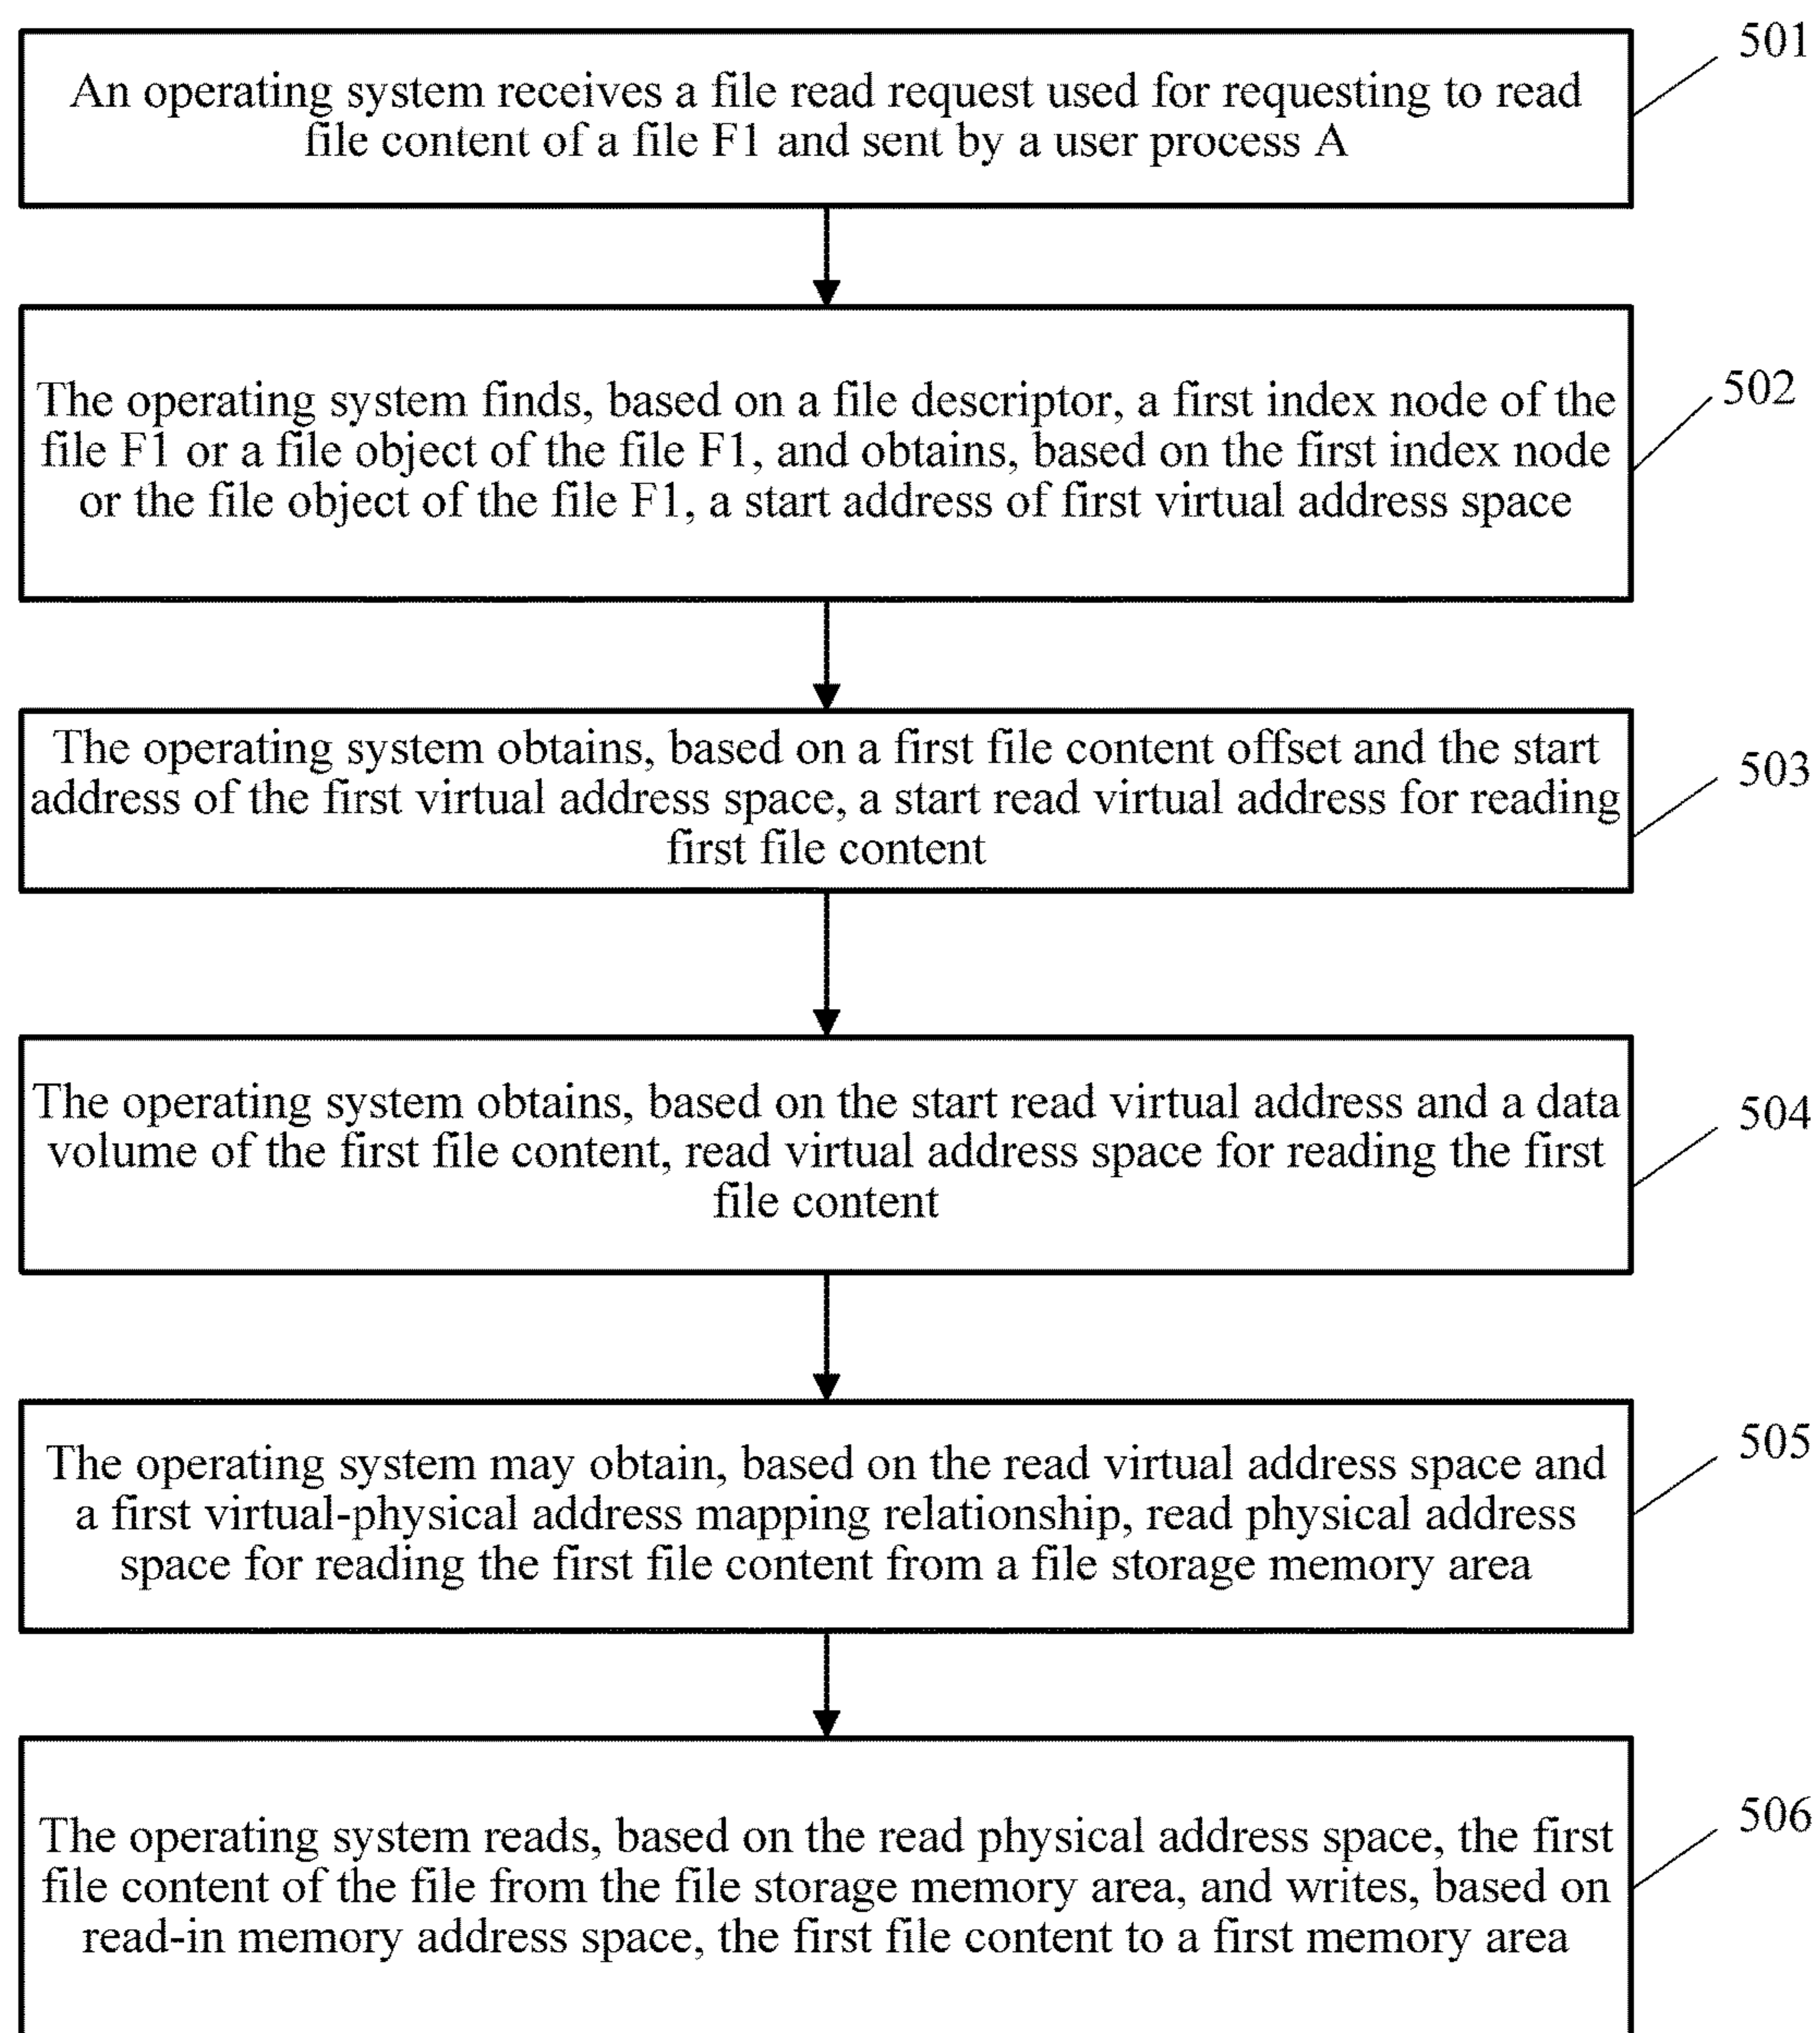 501
An operating system receives a file read request used for requesting to read
file content of a file F1 and sent by a user process A
502
The operating system finds, based on a file descriptor, a first index node of the
file F1 or a file object of the file F1, and obtains, based on the first index node
or the file object of the file F1, a start address of first virtual address space
503
The operating system obtains, based on a first file content offset and the start
address of the first virtual address space, a start read virtual address for reading
first file content
504
The operating system obtains, based on the start read virtual address and a data
volume of the first file content, read virtual address space for reading the first
file content
505
The operating system may obtain, based on the read virtual address space and
a first virtual-physical address mapping relationship, read physical address
space for reading the first file content from a file storage memory area
506
The operating system reads, based on the read physical address space, the first
file content of the file from the file storage memory area, and writes, based on
read-in memory address space, the first file content to a first memory area